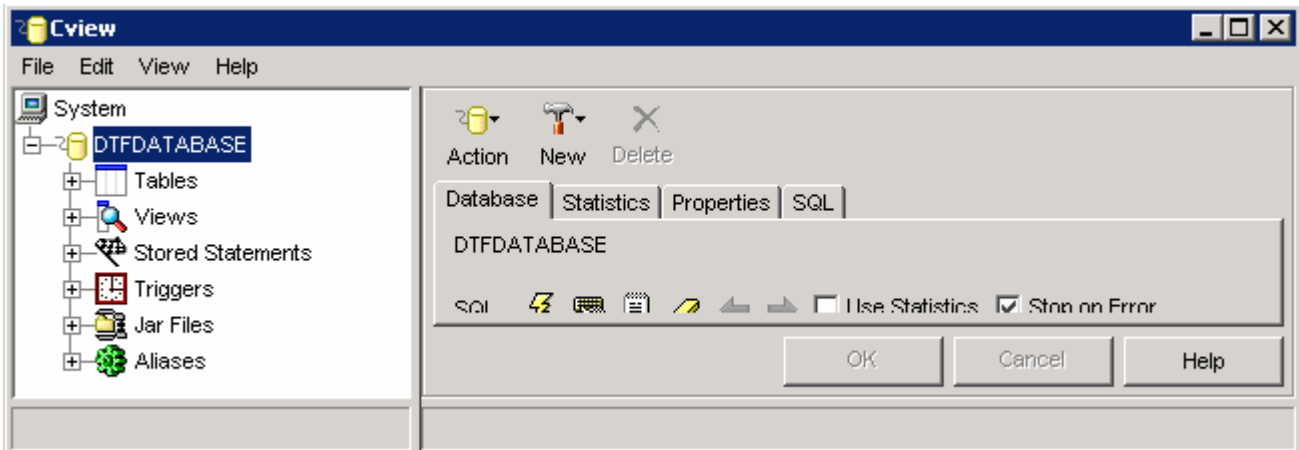 Cview
File Edit View Help
System
DTFDATABASE
Tables
Views
Stored Statements
Triggers
Jar Files
Aliases
Action New Delete
Database Statistics Properties SQL
DTFDATABASE
SQL Use Statistics Stop on Error
OK Cancel Help